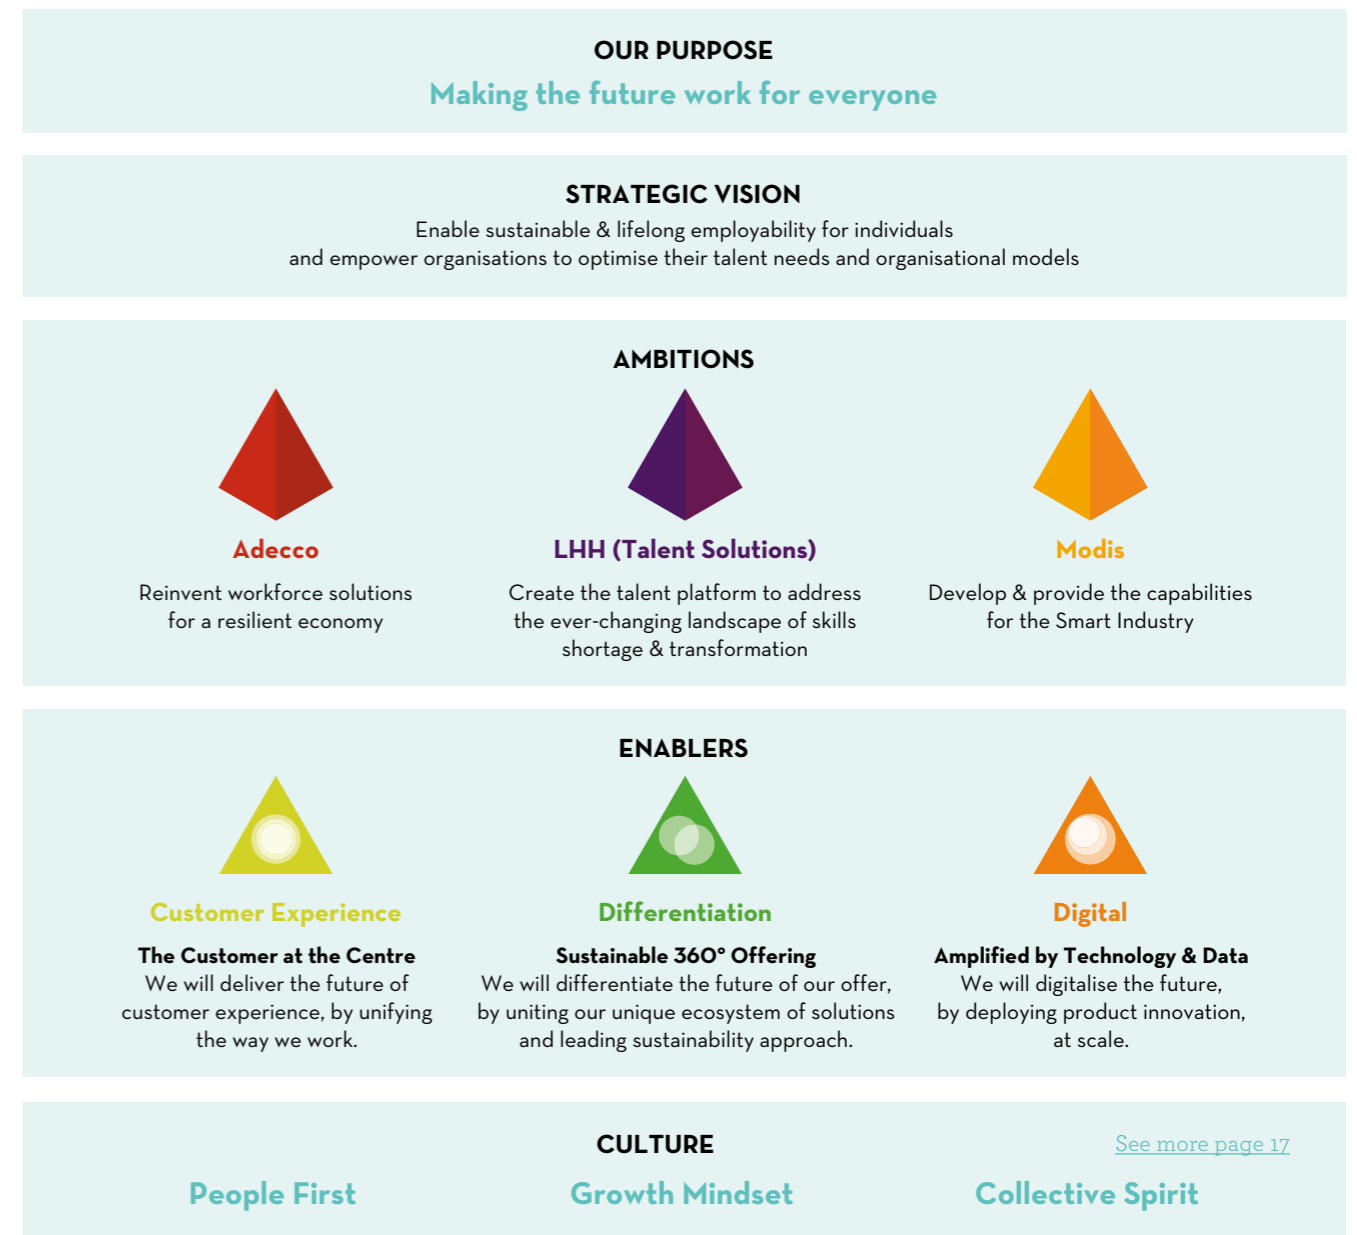 OUR PURPOSE
Making the future work for everyone
STRATEGIC VISION
Enable sustainable & lifelong employability for individuals
and empower organisations to optimise their talent needs and organisational models
AMBITIONS
Adecco
Reinvent workforce solutions
for a resilient economy
LHH (Talent Solutions)
Create the talent platform to address
the ever-changing landscape of skills
shortage & transformation
Modis
Develop & provide the capabilities
for the Smart Industry
ENABLERS
Customer Experience
The Customer at the Centre
We will deliver the future of
customer experience, by unifying
the way we work.
Differentiation
Sustainable 360° Offering
We will differentiate the future of our offer,
by uniting our unique ecosystem of solutions
and leading sustainability approach.
Digital
Amplified by Technology & Data
We will digitalise the future,
by deploying product innovation,
at scale.
CULTURE
See more page 17
People First
Growth Mindset
Collective Spirit